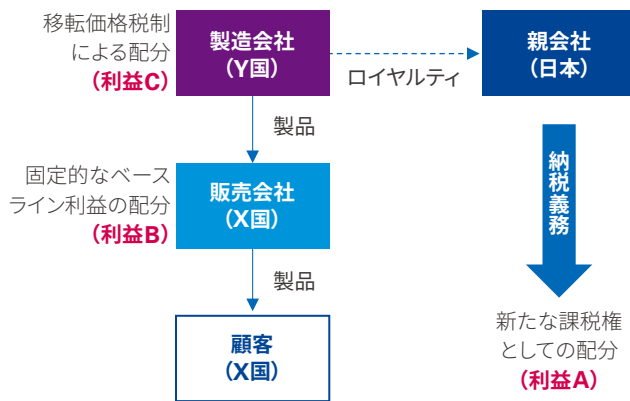 移転価格税制
による配分
(利益C)
製造会社
(Y国)
ロイヤルティ
親会社
(日本)
製品
固定的なベース
ライン利益の配分
(利益B)
販売会社
(X国)
納税義務
製品
顧客
(X国)
新たな課税権
としての配分
(利益A)